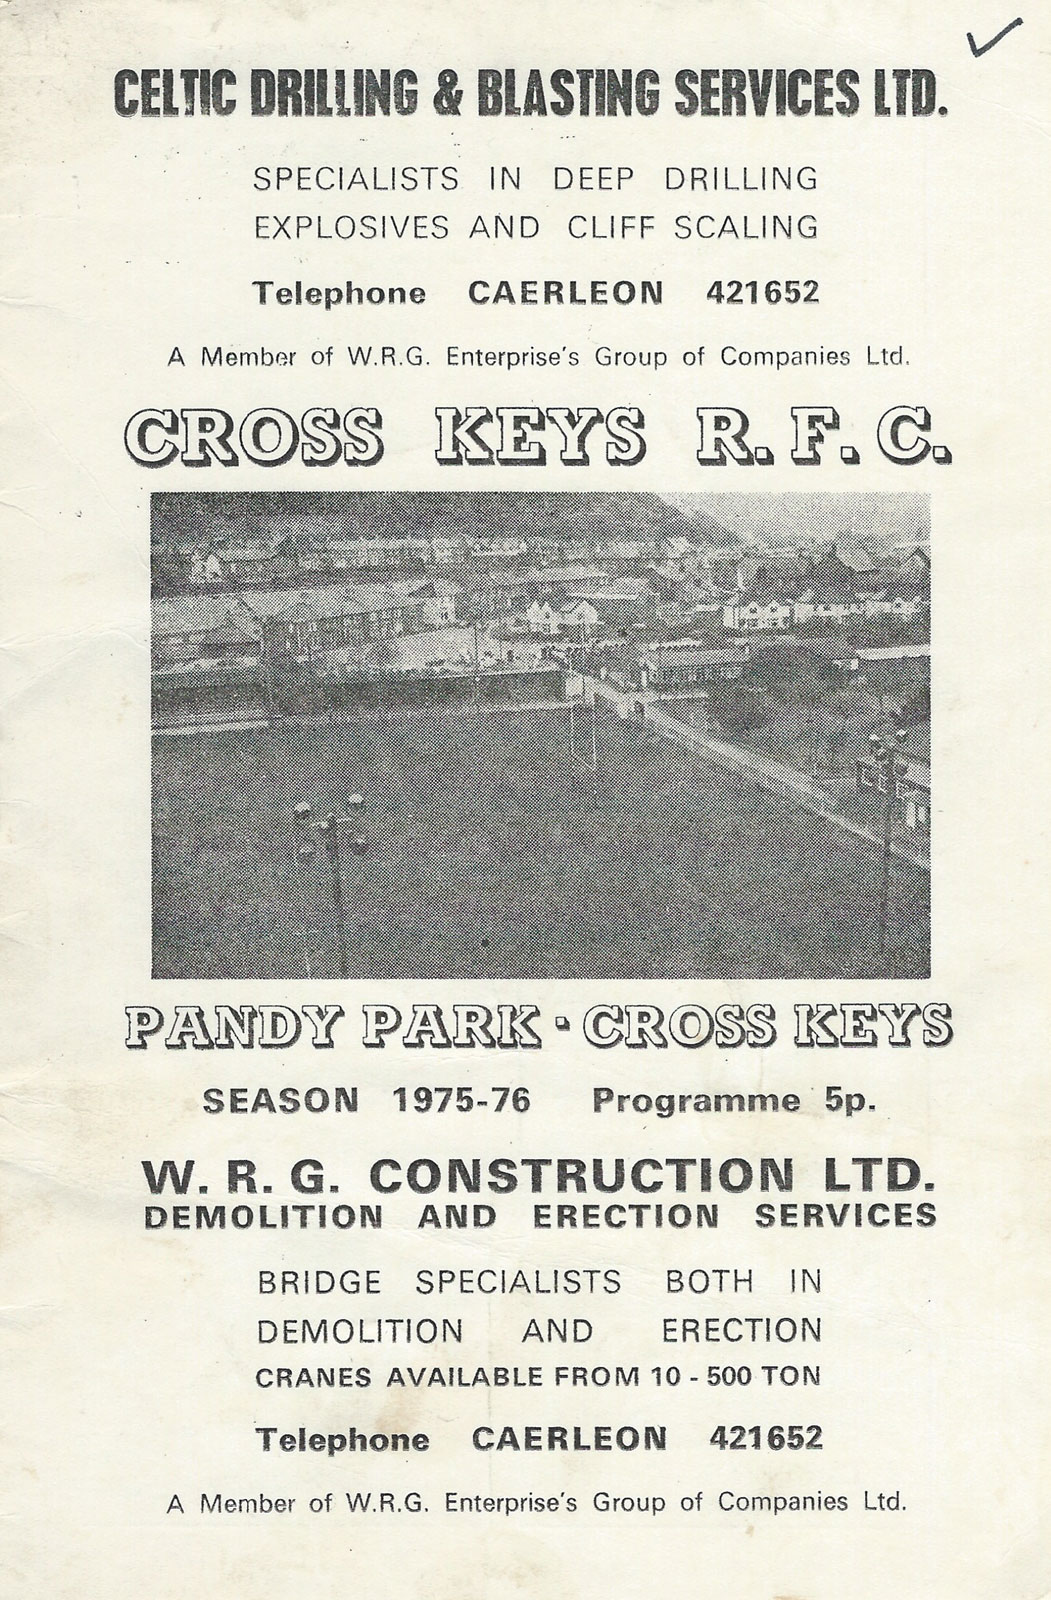 CELTIC DRILLING & BLASTING SERVICES LTD.
SPECIALISTS IN DEEP DRILLING
EXPLOSIVES AND CLIFF SCALING
Telephone CAERLEON 421652
A Member of W.R.G. Enterprise's Group of Companies Ltd.
CROSS KEYS R.F.C.
PANDY PARK · CROSS KEYS
SEASON 1975-76 Programme 5p.
W. R. G. CONSTRUCTION LTD.
DEMOLITION AND ERECTION SERVICES
BRIDGE SPECIALISTS BOTH IN
DEMOLITION AND ERECTION
CRANES AVAILABLE FROM 10 - 500 TON
Telephone CAERLEON 421652
A Member of W.R.G. Enterprise's Group of Companies Ltd.